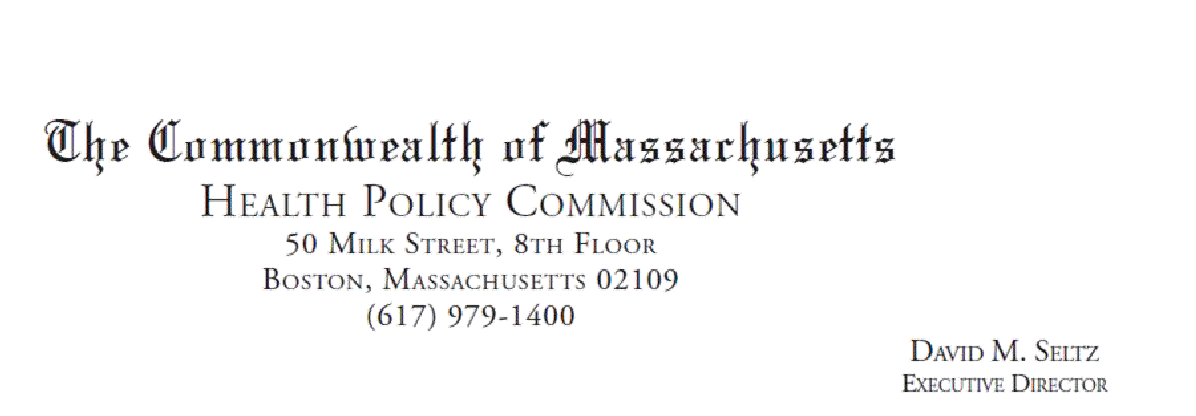 The Commonwealth of Massachusetts
HEALTH POLICY COMMISSION
50 MILK STREET, 8TH FLOOR
BOSTON, MASSACHUSETTS 02109
(617) 979-1400
DAVID M. SELTZ
EXECUTIVE DIRECTOR